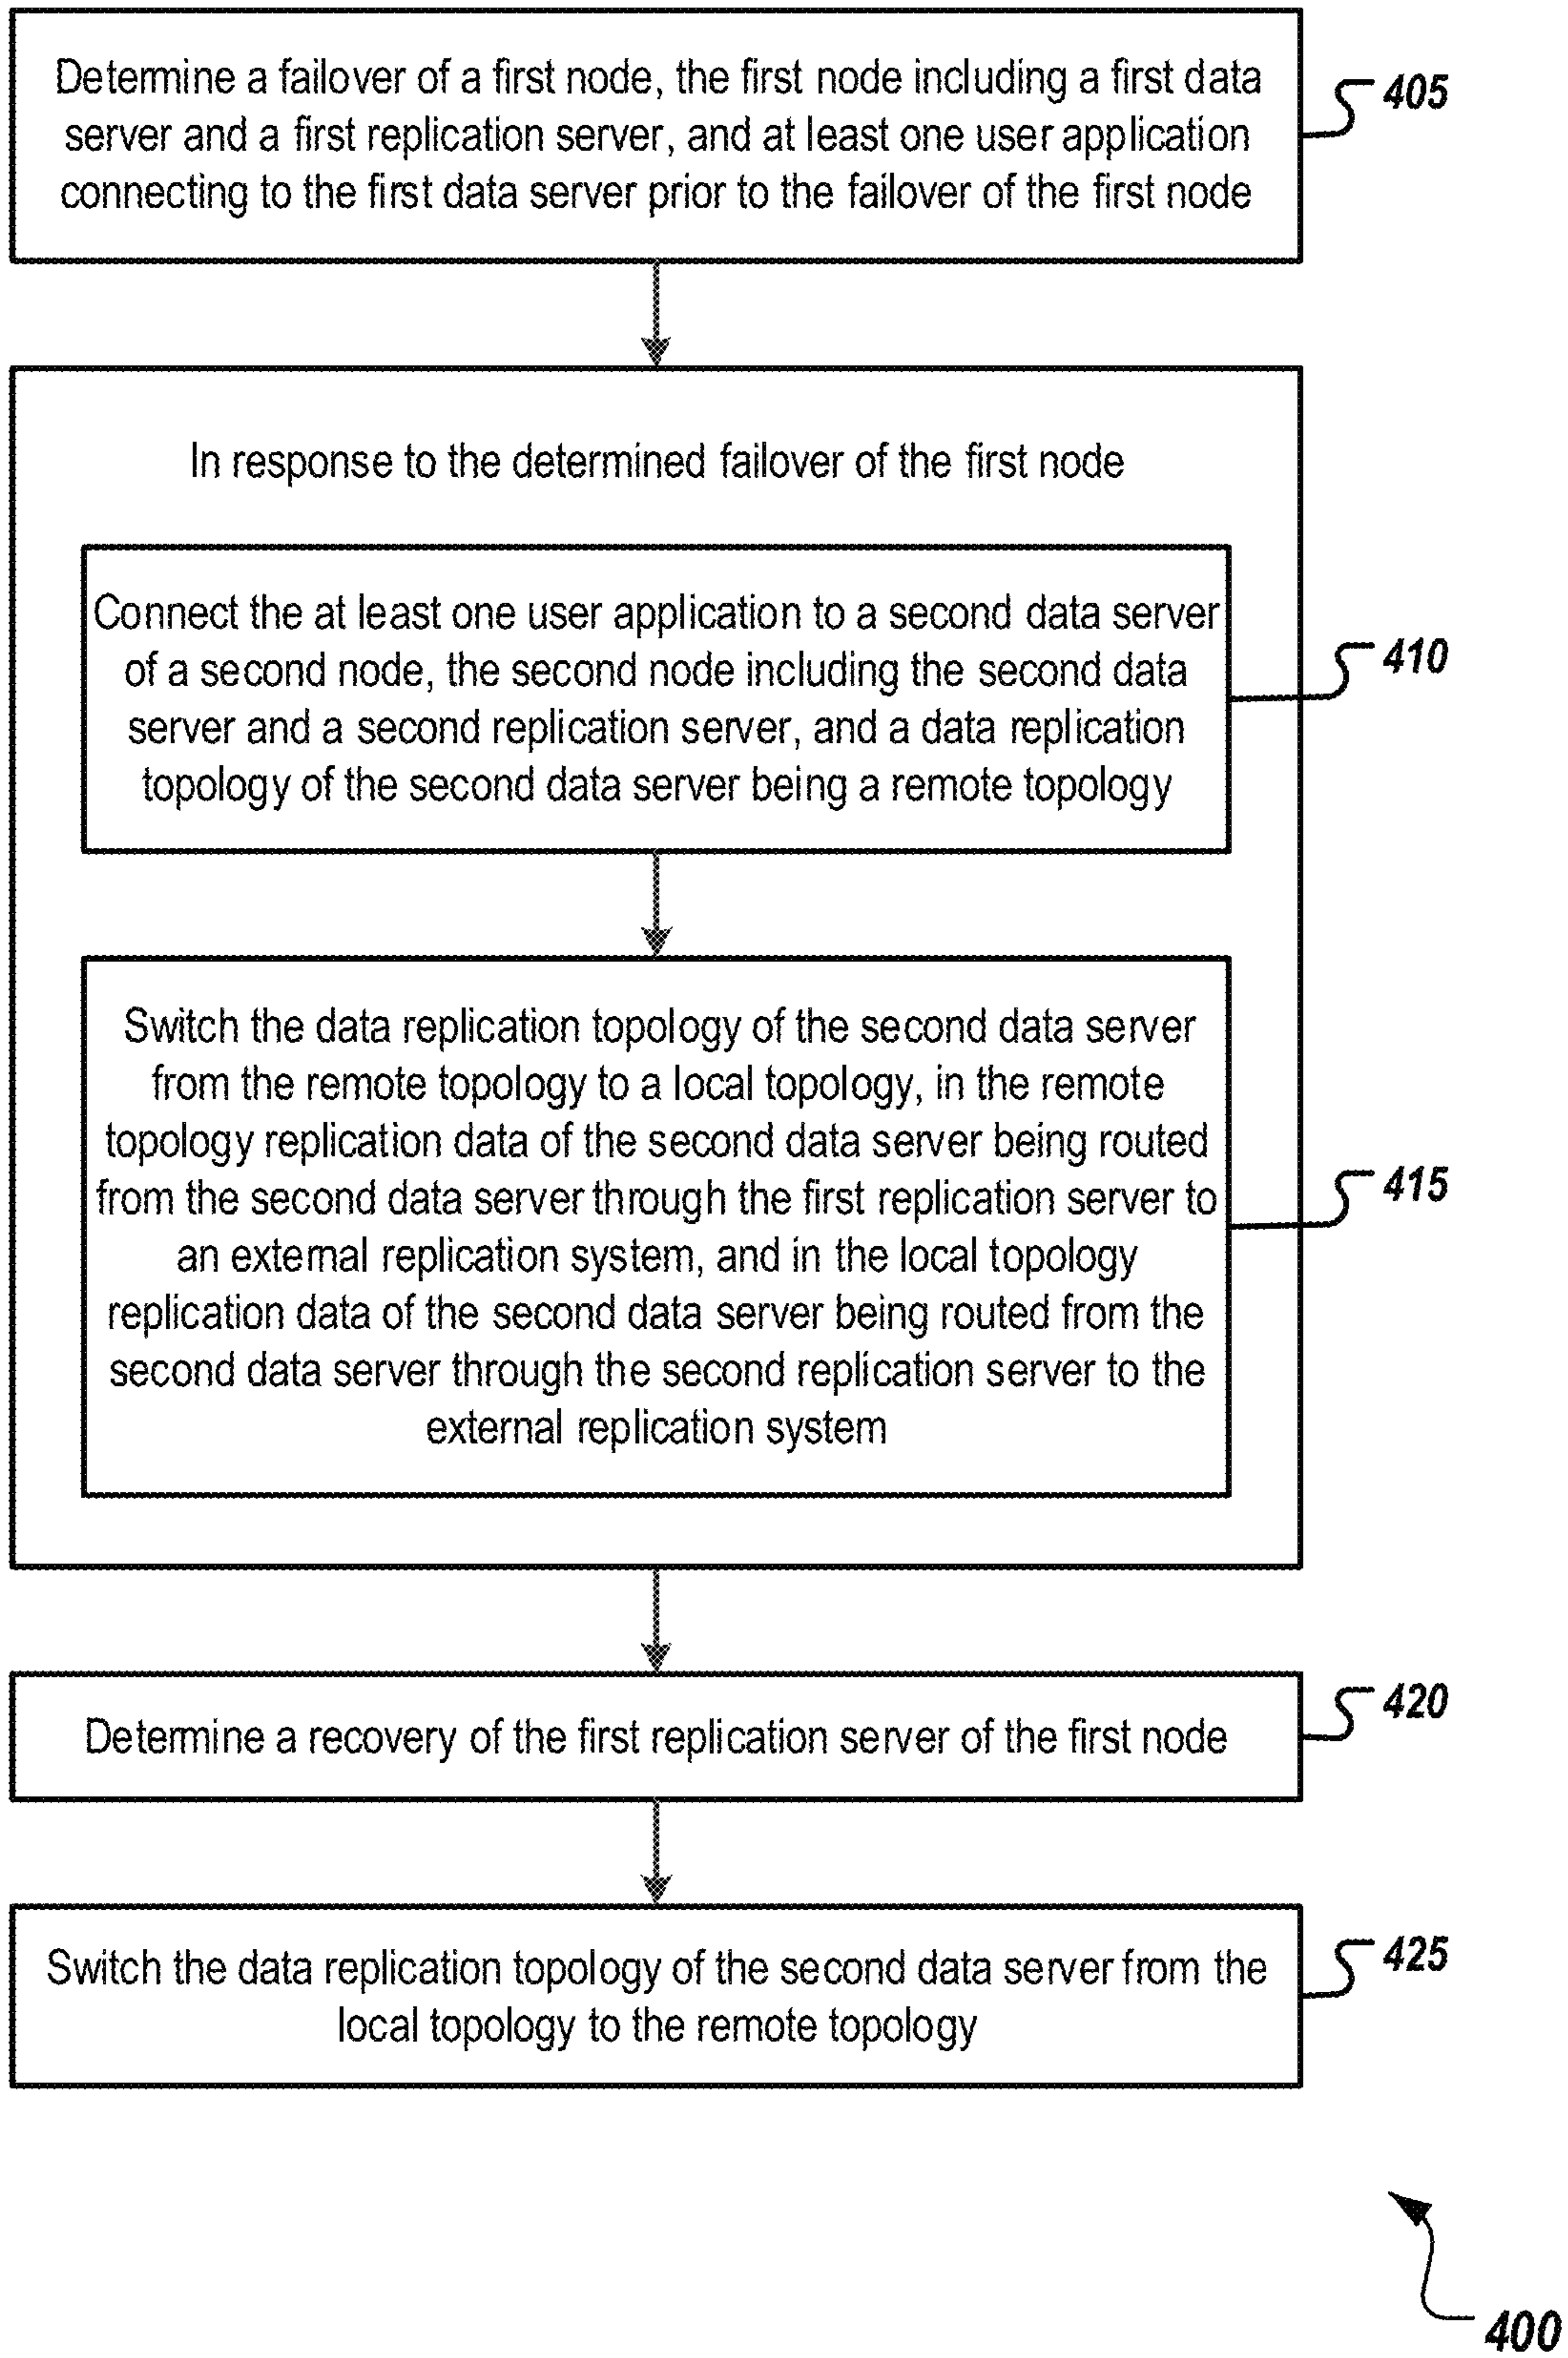 Determine a failover of a first node, the first node including a first data
server and a first replication server, and at least one user application
connecting to the first data server prior to the failover of the first node
405
In response to the determined failover of the first node
Connect the at least one user application to a second data server
of a second node, the second node including the second data
server and a second replication server, and a data replication
topology of the second data server being a remote topology
410
Switch the data replication topology of the second data server
from the remote topology to a local topology, in the remote
topology replication data of the second data server being routed
from the second data server through the first replication server to
an external replication system, and in the local topology
replication data of the second data server being routed from the
second data server through the second replication server to the
external replication system
415
Determine a recovery of the first replication server of the first node
420
Switch the data replication topology of the second data server from the
local topology to the remote topology
425
400